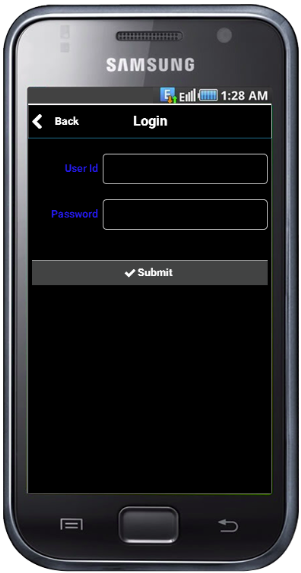 SAMSUNG
E E 1:28 AM
Back Login
User Id
Password
Submit